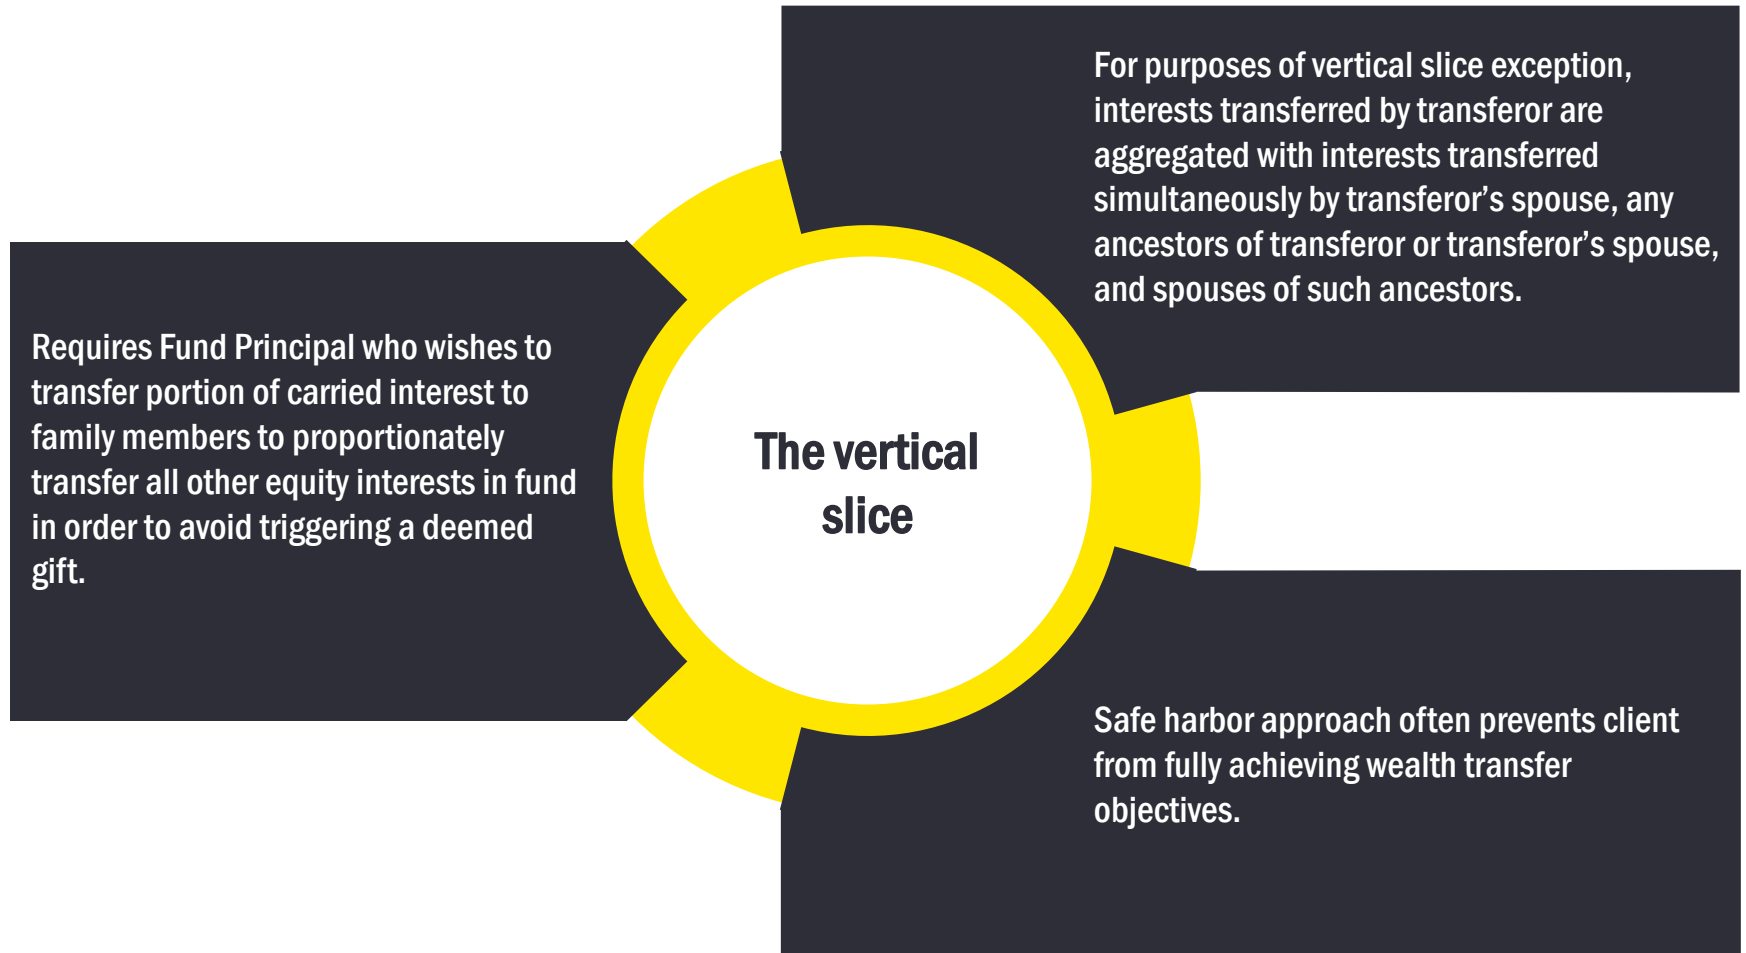 For purposes of vertical slice exception,
interests transferred by transferor are
aggregated with interests transferred
simultaneously by transferor’s spouse, any
ancestors of transferor or transferor’s spouse,
and spouses of such ancestors.
Requires Fund Principal who wishes to
transfer portion of carried interest to
family members to proportionately
transfer all other equity interests in fund
in order to avoid triggering a deemed
gift.
The vertical
slice
Safe harbor approach often prevents client
from fully achieving wealth transfer
objectives.